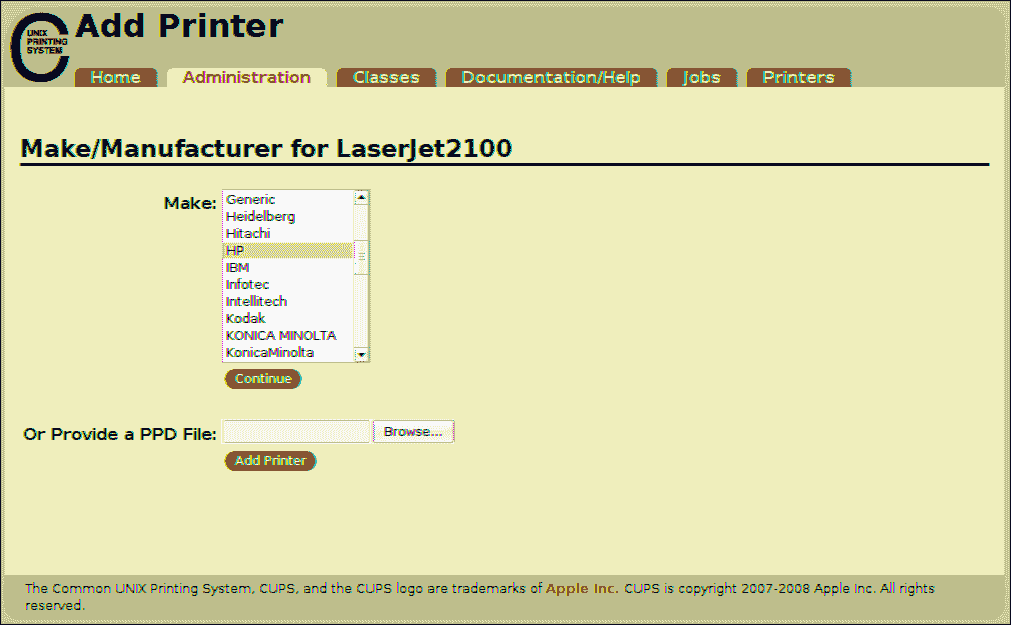 UNIX
PRINTING
SYSTEM
Add Printer
Home Administration Classes Documentation/Help Jobs Printers
Make/Manufacturer for LaserJet2100
Make:
Generic
Heidelberg
Hitachi
HP
IBM
Infotec
Intellitech
Kodak
KONICA MINOLTA
KonicaMinolta
Continue
Or Provide a PPD File: Browse...
Add Printer
The Common UNIX Printing System, CUPS, and the CUPS logo are trademarks of Apple Inc. CUPS is copyright 2007-2008 Apple Inc. All rights
reserved.